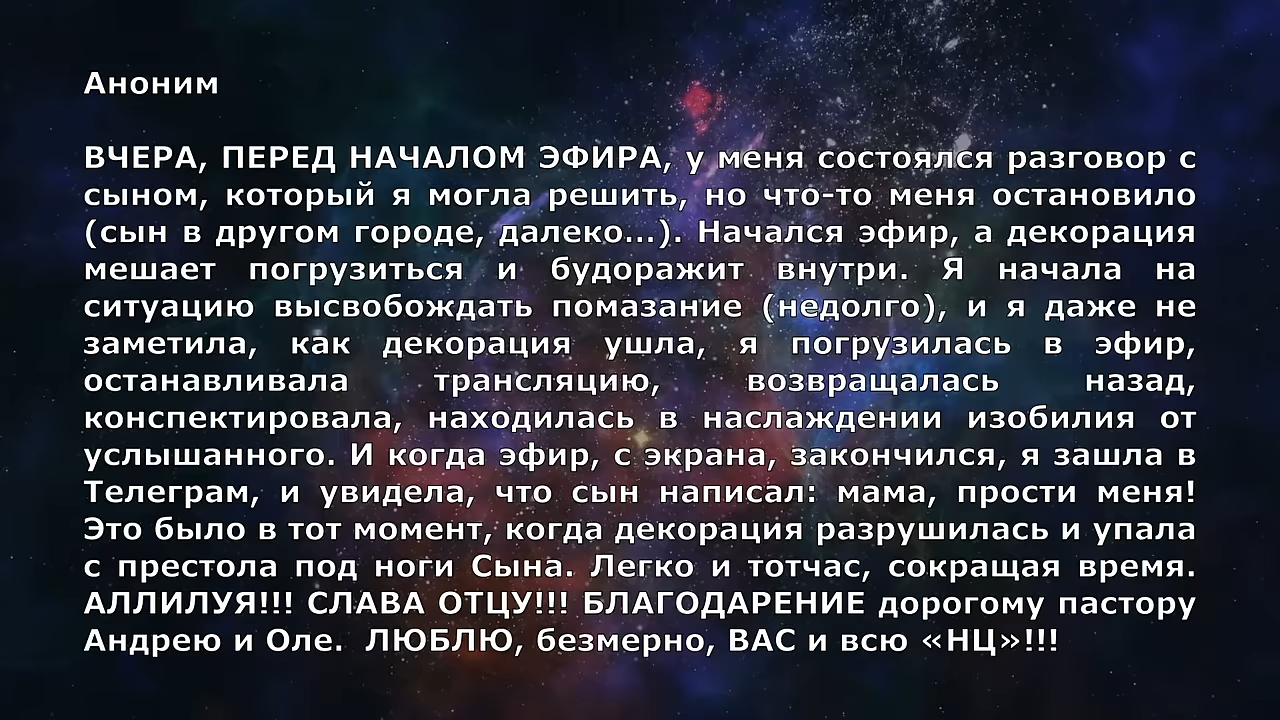 Аноним
ВЧЕРА, ПЕРЕД НАЧАЛОМ ЭФИРА, у меня состоялся разговор с
сыном, который я могла решить, но что-то меня остановило
(сын в другом городе, далеко...). Начался эфир, а декорация
мешает погрузиться и будоражит внутри. Я начала на
ситуацию высвобождать помазание (недолго), и я даже не
заметила, как декорация ушла, я погрузилась в эфир,
останавливала трансляцию, возвращалась назад,
конспектировала, находилась в наслаждении изобилия от
услышанного. И когда эфир, с экрана, закончился, я зашла в
Телеграм, и увидела, что сын написал: мама, прости меня!
Это было в тот момент, когда декорация разрушилась и упала
с престола под ноги Сына. Легко и тотчас, сокращая время.
АЛЛИЛУЯ!!! СЛАВА ОТЦУ!!! БЛАГОДАРЕНИЕ дорогому пастору
Андрею и Оле.  ЛЮБЛЮ, безмерно, ВАС и всю «НЦ»!!!